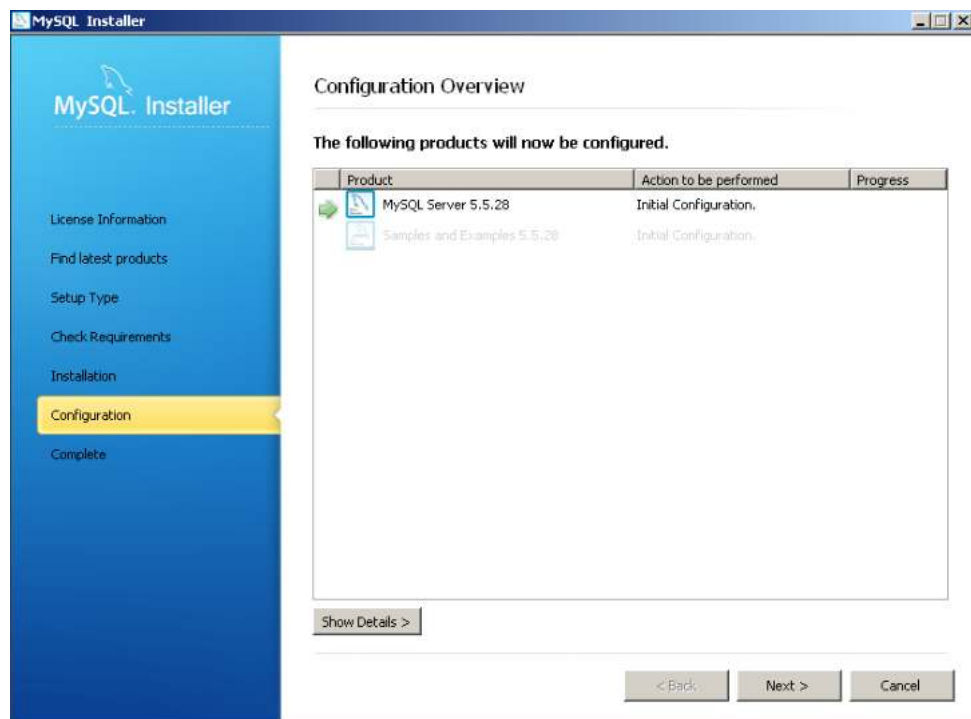 MySQL Installer
MySQL. Installer
License Information
Find latest products
Setup Type
Check Requirements
Installation
Configuration
Complete
Configuration Overview
The following products will now be configured.
Product Action to be performed Progress
MySQL Server 5.5.28 Initial Configuration.
Samples and Examples 5.5.28 Initial Configuration.
Show Details >
< Back Next > Cancel